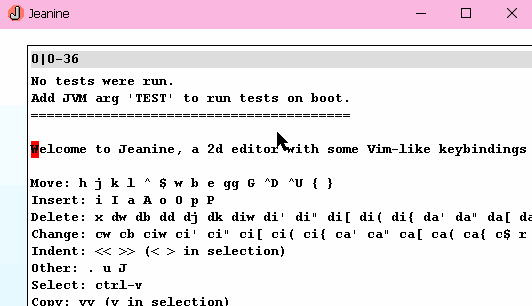 Jeanine
0|0-36
No tests were run.
Add JVM arg 'TEST' to run tests on boot.
========================================
Welcome to Jeanine, a 2d editor with some Vim-like keybindings
Move: h j k l ^ $ w b e gg G ^D ^U { }
Insert: i I a A o O p P
Delete: x dw db dd dj dk diw di' di" di[ di( di{ da' da" da[ da
Change: cw cb ciw ci' ci" ci[ ci( ci{ ca' ca" ca[ ca( ca{ c$ r
Indent: << >> (< > in selection)
Other: . u J
Select: ctrl-v
Copy: yy (y in selection)